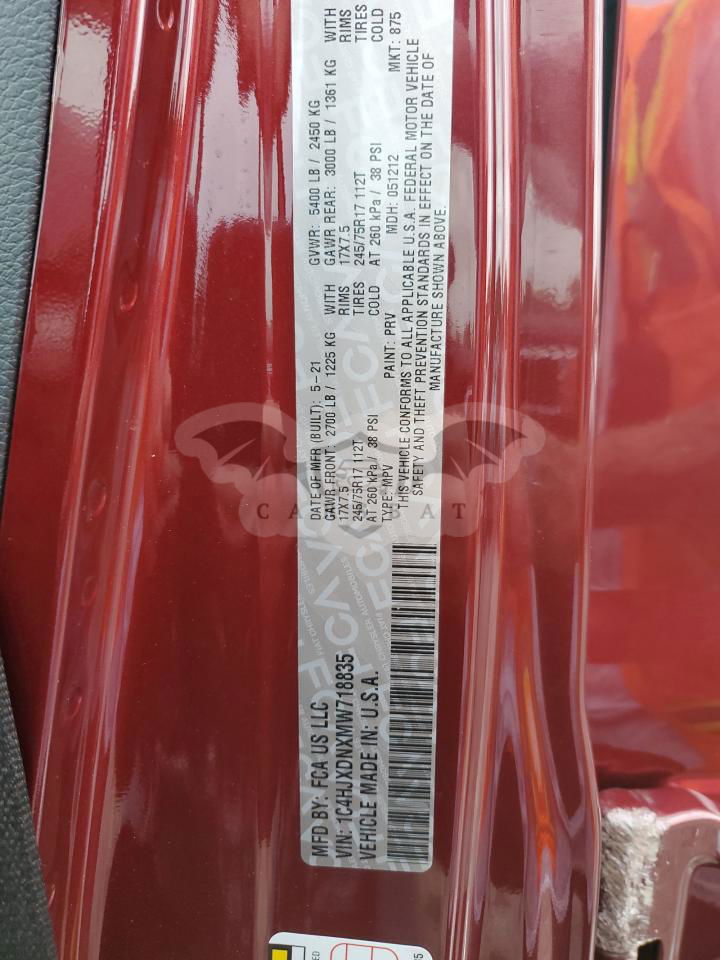 MFD BY: FCA US LLC
DATE OF MFR (BUILT): 5-21
GVWR: 5400 LB / 2450 KG
VIN: 1C4HJXDNXMW718835
GAWR FRONT: 2700 LB / 1225 KG WITH
GAWR REAR: 3000 LB / 1361 KG WITH
VEHICLE MADE IN: U.S.A.
17X7.5 RIMS
17X7.5 RIMS
245/75R17 112T TIRES
245/75R17 112T TIRES
AT 260 kPa / 38 PSI COLD
AT 260 kPa / 38 PSI COLD
TYPE: MPV PAINT: PRV MDH: 051212 MKT: 875
THIS VEHICLE CONFORMS TO ALL APPLICABLE U.S.A. FEDERAL MOTOR VEHICLE
SAFETY AND THEFT PREVENTION STANDARDS IN EFFECT ON THE DATE OF
MANUFACTURE SHOWN ABOVE.